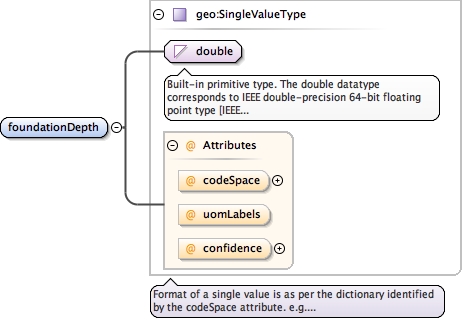 geo:SingleValueType
double
Built-in primitive type. The double datatype
corresponds to IEEE double-precision 64-bit floating
point type [IEEE...
foundationDepth
@ Attributes
@ codeSpace
@ uomLabels
@ confidence
Format of a single value is as per the dictionary identified
by the codeSpace attribute. e.g....